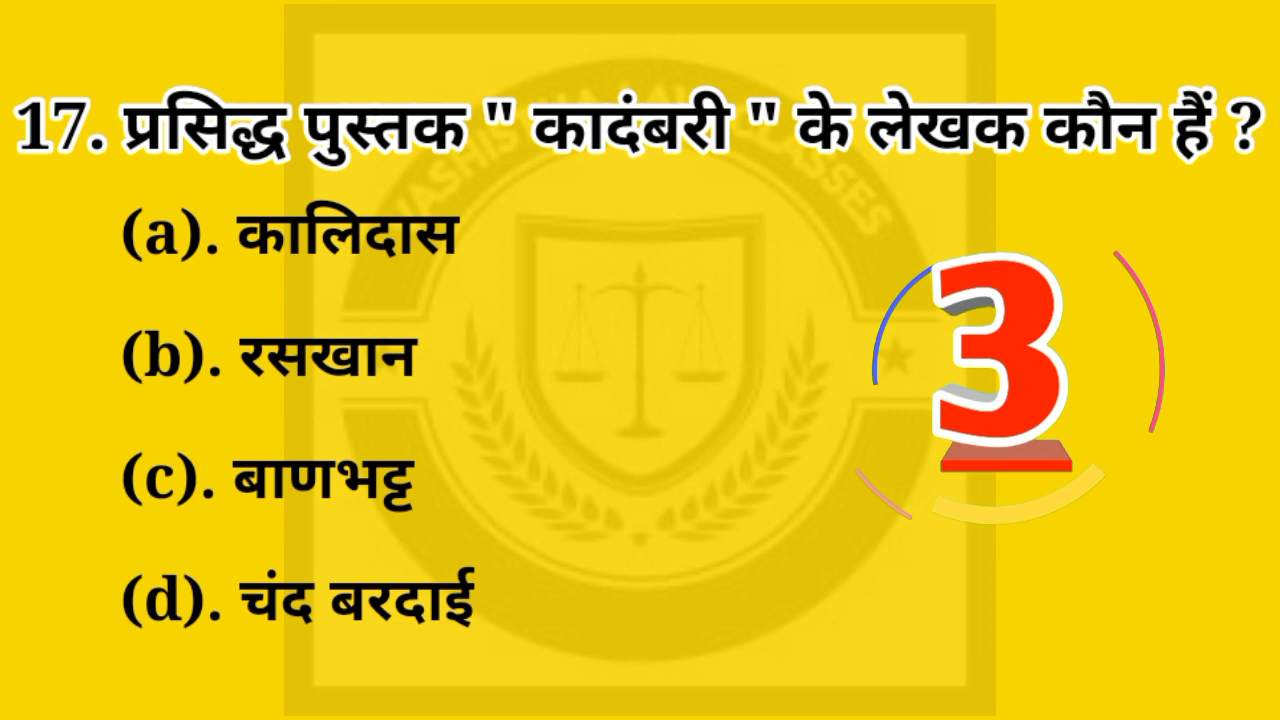 17. प्रसिद्ध पुस्तक " कादंबरी " के लेखक कौन हैं ?
(a). कालिदास
(b). रसखान
3
(c). बाणभट्ट
(d). चंद बरदाई